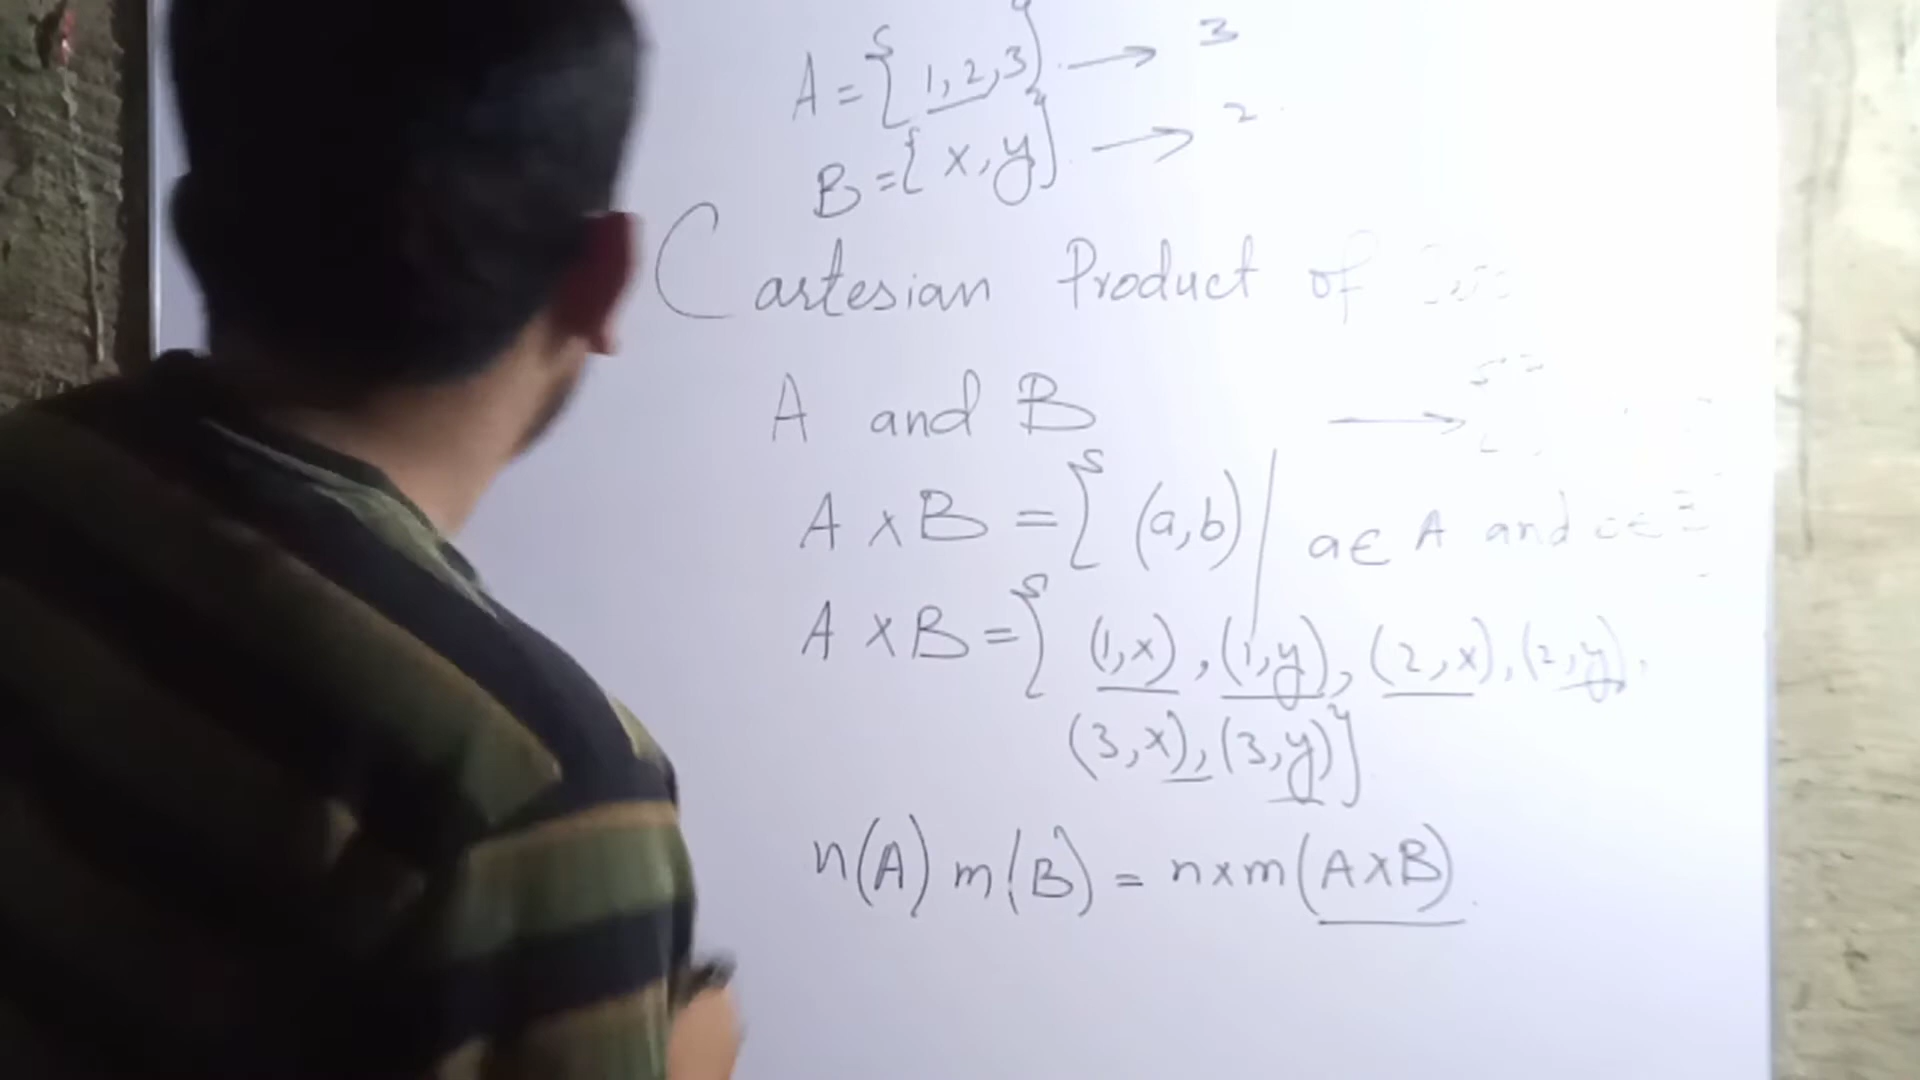 A = {1,2,3} → 3
B = {x,y} → 2
Cartesian Product of
A and B →
A × B = { (a,b) / a ∈ A and
A × B = { (1,x), (1,y), (2,x), (2,y),
(3,x), (3,y) }
n(A) m(B) = n×m (A×B)